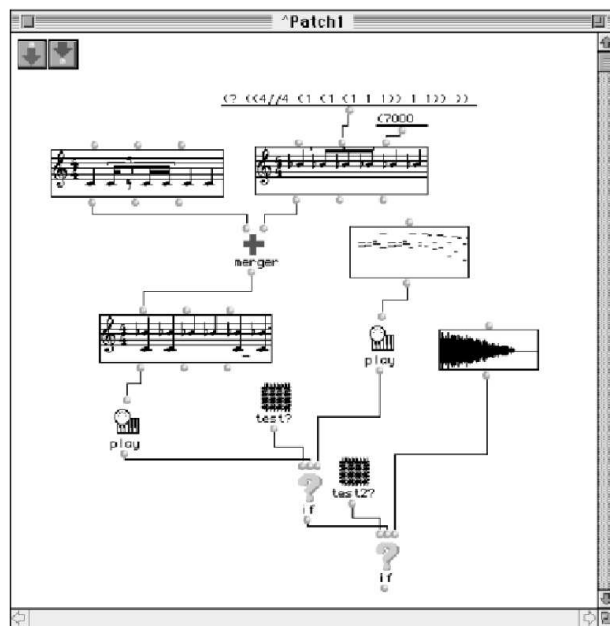 ^Patch1
(? ((4//4 (1 (1 (1 1 1)) 1 1)) ))
(7000
merger
play
test?
play
test2?
if
if